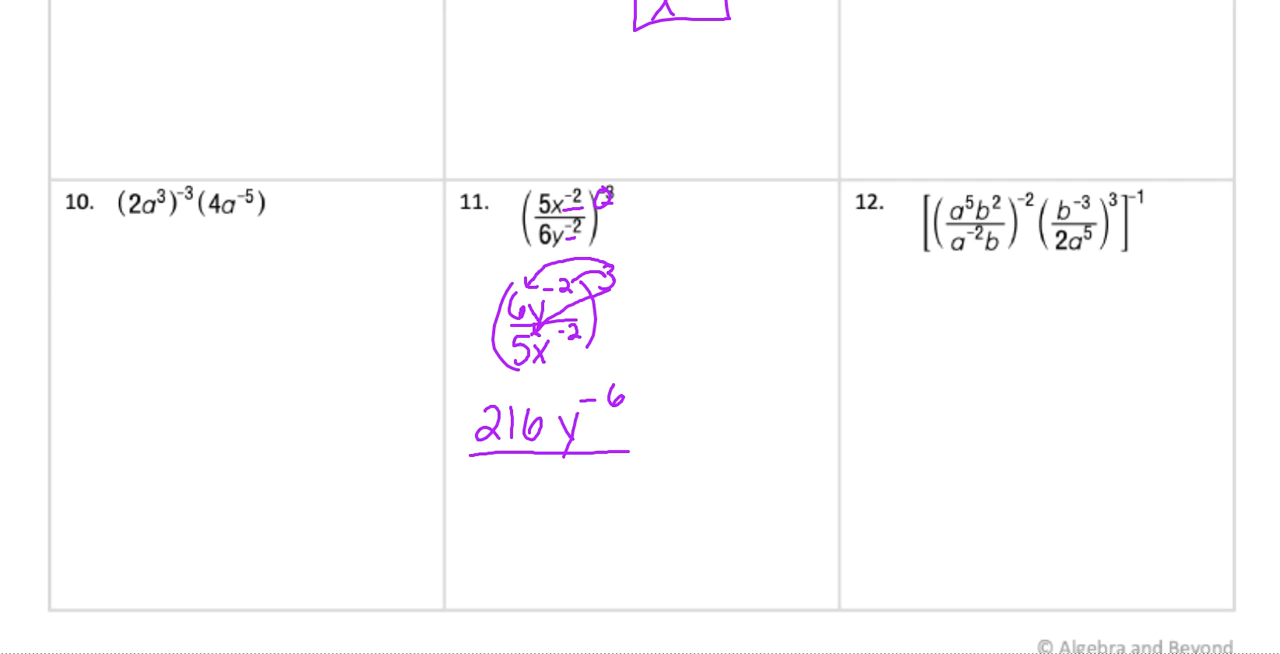 x
10. (2a³)⁻³(4a⁻⁵)
11. (5x⁻²/6y⁻²)
12. [(a⁵b²/a⁻²b)⁻²(b⁻³/2a⁵)³]⁻¹
(6y⁻²/5x⁻²)³
216y⁻⁶
© Algebra and Beyond